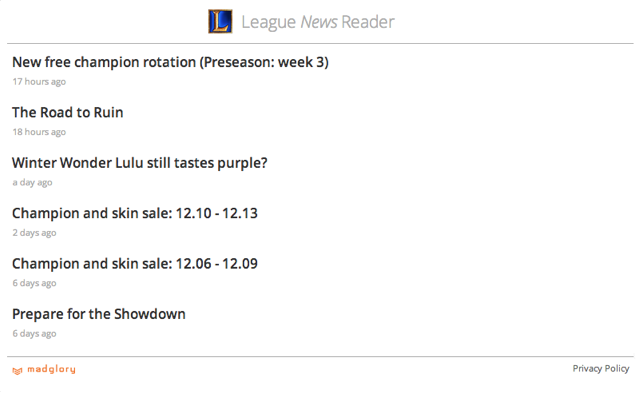 L League News Reader
New free champion rotation (Preseason: week 3)
17 hours ago
The Road to Ruin
18 hours ago
Winter Wonder Lulu still tastes purple?
a day ago
Champion and skin sale: 12.10 - 12.13
2 days ago
Champion and skin sale: 12.06 - 12.09
6 days ago
Prepare for the Showdown
6 days ago
madglory Privacy Policy